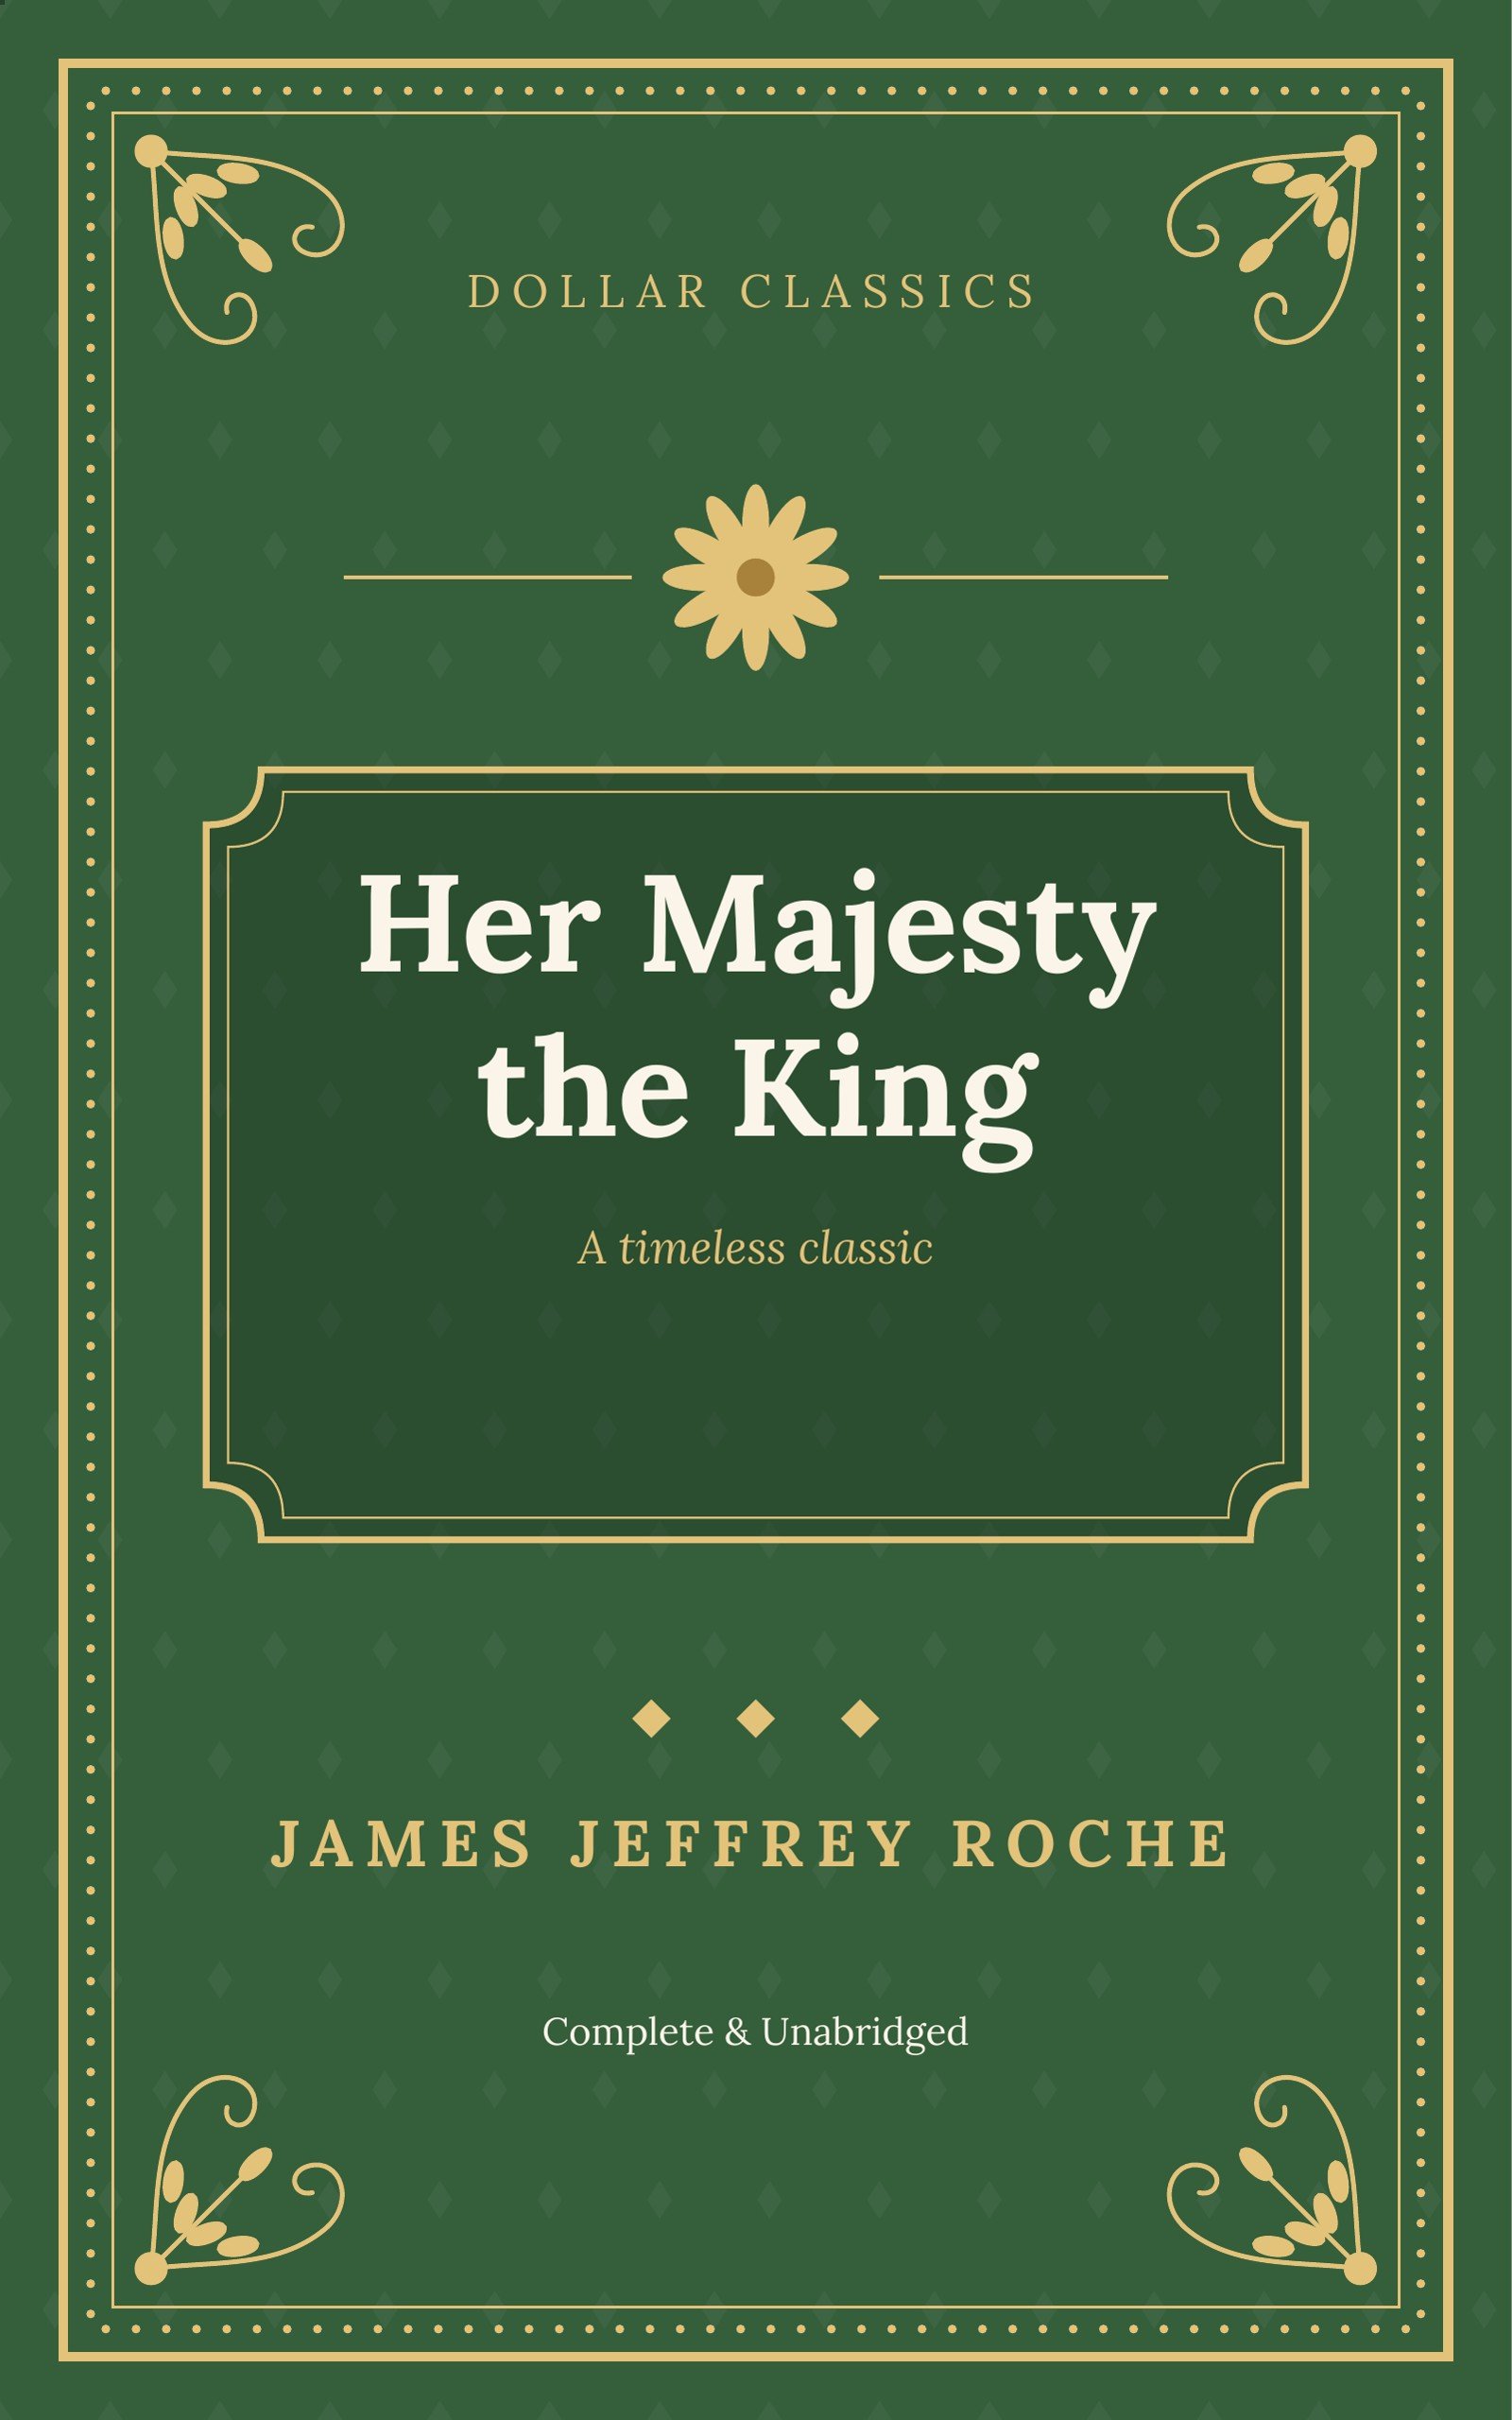 DOLLAR CLASSICS
Her Majesty
the King
A timeless classic
JAMES JEFFREY ROCHE
Complete & Unabridged